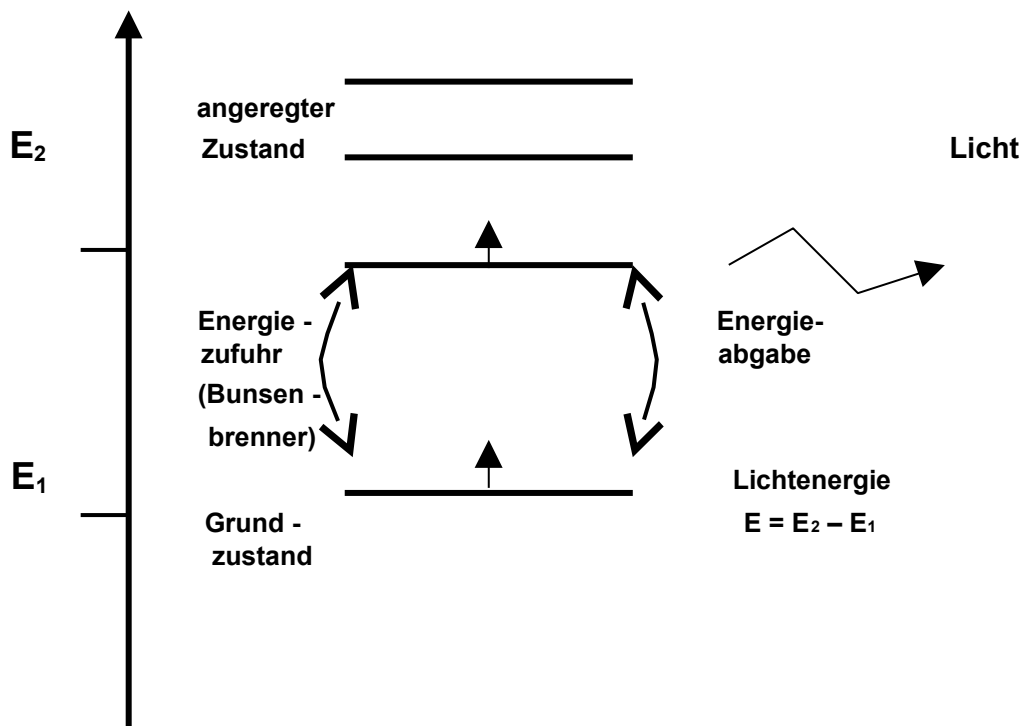 angeregter
E₂
Zustand
Licht
Energie -
zufuhr
(Bunsen -
brenner)
Energie-
abgabe
E₁
Lichtenergie
E = E₂ – E₁
Grund -
zustand